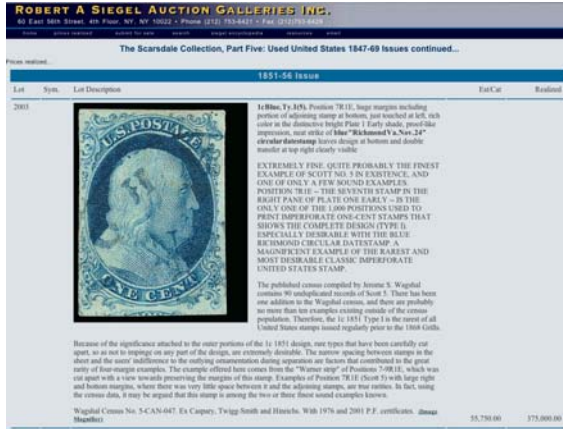 ROBERT A SIEGEL AUCTION GALLERIES INC.
60 East 56th Street, 4th Floor, NY, NY 10022 • Phone (212) 753-6421 • Fax (212) 753-6429
The Scarsdale Collection, Part Five: Used United States 1847-69 Issues continued...
Prices realized...
1851-56 Issue
Lot Sym. Lot Description Est/Cat Realized
2003
U.S. POSTAGE
ONE CENT
1c Blue, Ty. I (5). Position 7R1E, huge margins including
portion of adjoining stamp at bottom, just touched at left, rich
color in the distinctive bright Plate 1 Early shade, proof-like
impression, neat strike of blue "Richmond Va. Nov. 24"
circular datestamp leaves design at bottom and double
transfer at top right clearly visible
EXTREMELY FINE. QUITE PROBABLY THE FINEST
EXAMPLE OF SCOTT NO. 5 IN EXISTENCE, AND
ONE OF ONLY A FEW SOUND EXAMPLES.
POSITION 7R1E -- THE SEVENTH STAMP IN THE
RIGHT PANE OF PLATE ONE EARLY -- IS THE
ONLY ONE OF THE 1,000 POSITIONS USED TO
PRINT IMPERFORATE ONE-CENT STAMPS THAT
SHOWS THE COMPLETE DESIGN (TYPE I).
ESPECIALLY DESIRABLE WITH THE BLUE
RICHMOND CIRCULAR DATESTAMP. A
MAGNIFICENT EXAMPLE OF THE RAREST AND
MOST DESIRABLE CLASSIC IMPERFORATE
UNITED STATES STAMP.
The published census compiled by Jerome S. Wagshal
contains 90 unduplicated records of Scott 5. There has been
one addition to the Wagshal census, and there are probably
no more than ten examples existing outside of the census
population. Therefore, the 1c 1851 Type I is the rarest of all
United States stamps issued regularly prior to the 1868 Grills.
Because of the significance attached to the outer portions of the 1c 1851 design, rare types that have been carefully cut
apart, so as not to impinge on any part of the design, are extremely desirable. The narrow spacing between stamps in the
sheet and the users' indifference to the outlying ornamentation during separation are factors that contributed to the great
rarity of four-margin examples. The example offered here comes from the "Warner strip" of Positions 7-9R1E, which was
cut apart with a view towards preserving the margins of this stamp. Examples of Position 7R1E (Scott 5) with large right
and bottom margins, where there was very little space between it and the adjoining stamps, are true rarities. In fact, using
the census data, it may be argued that this stamp is among the two or three finest sound examples known.
Wagshal Census No. 5-CAN-047. Ex Caspary, Twigg-Smith and Hinrichs. With 1976 and 2001 P.F. certificates. (Image
Magnifier) 55,750.00 375,000.00